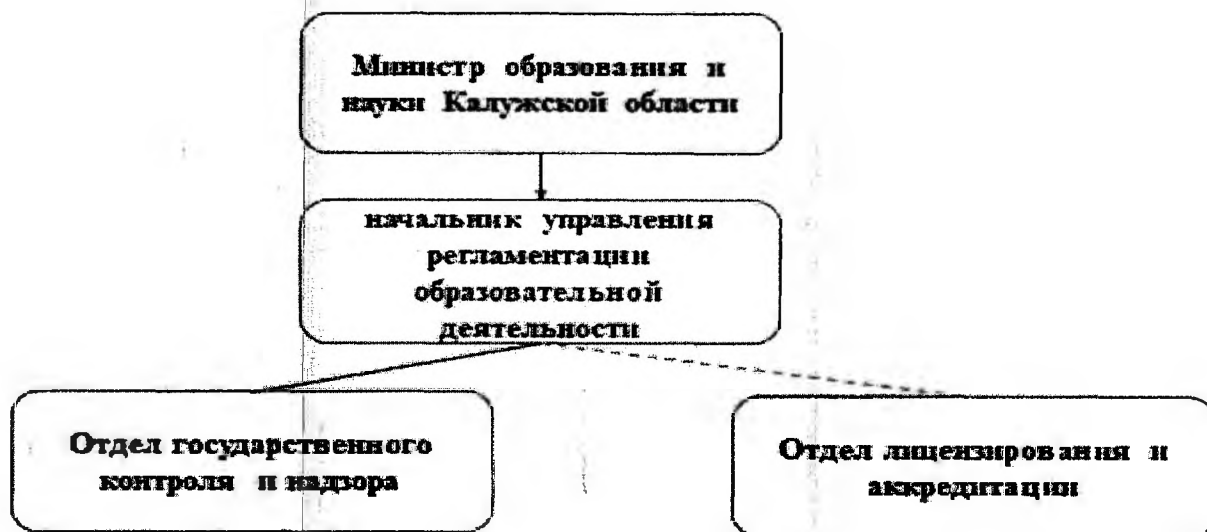 Министр образования и
науки Калужской области
начальник управления
регламентации
образовательной
деятельности
Отдел государственного
контроля и надзора
Отдел лицензирования и
аккредитации